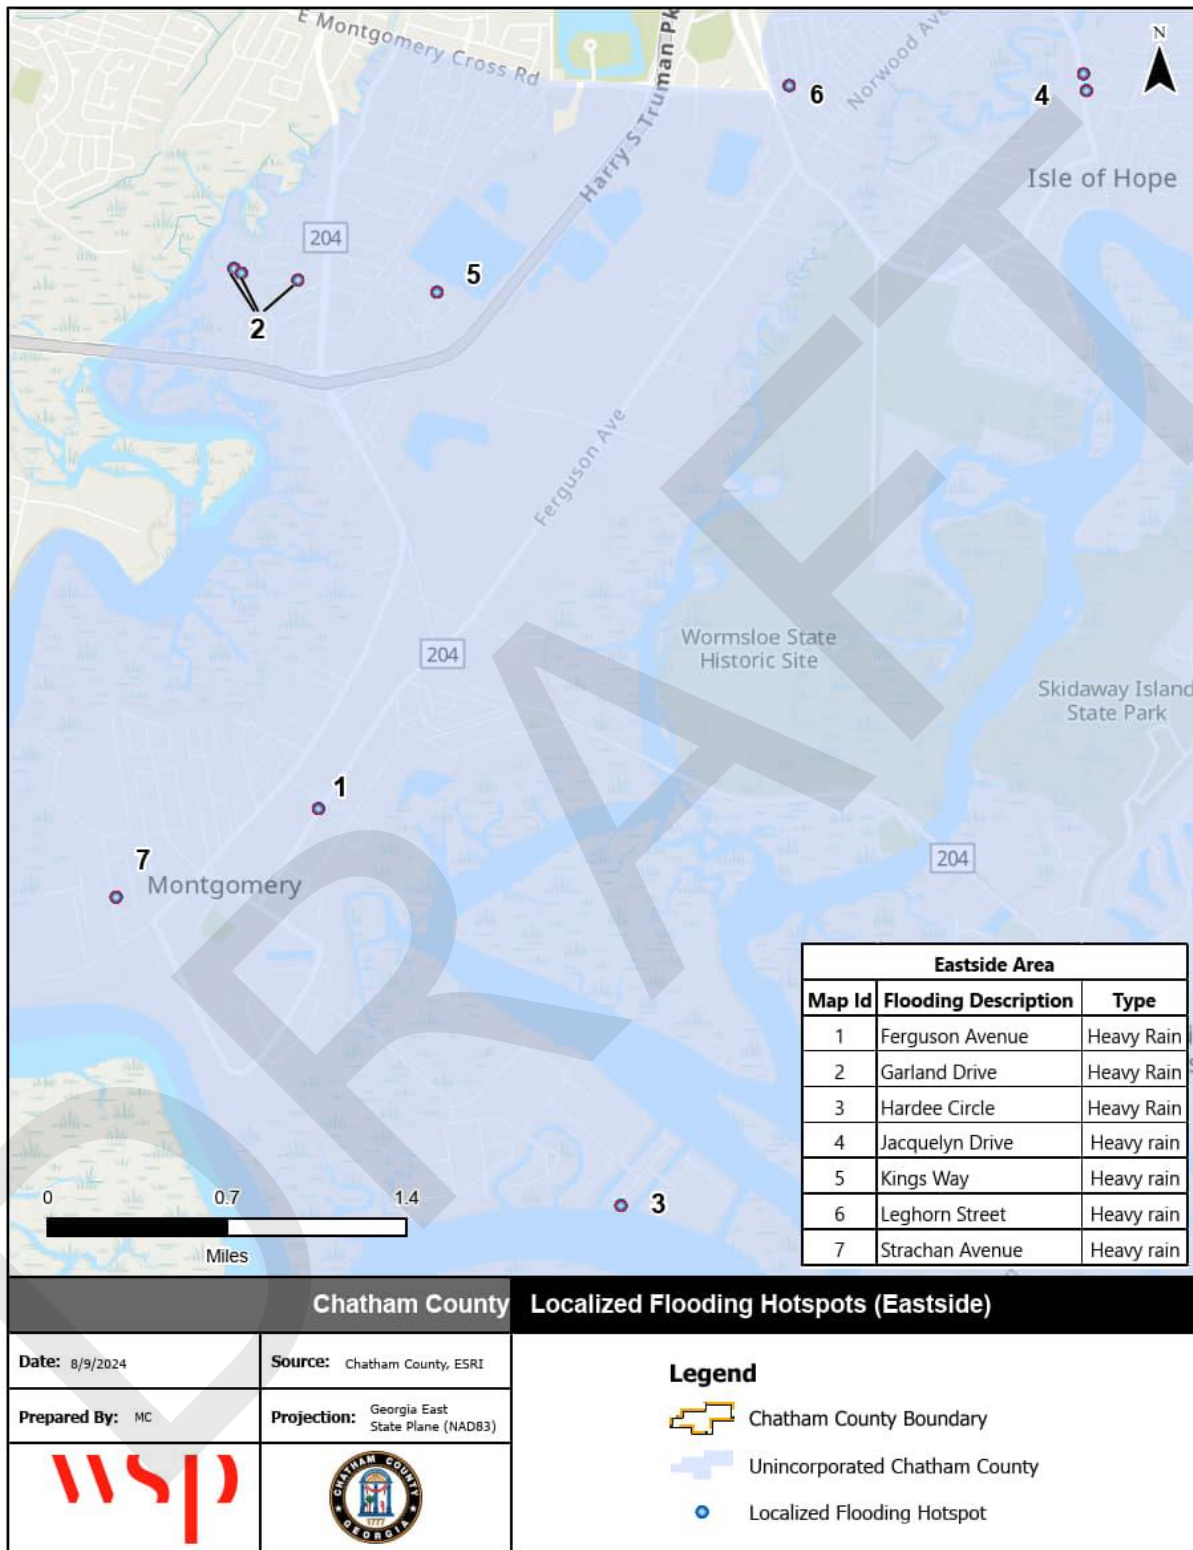 E Montgomery Cross Rd
Harry S Truman Pk
Norwood Ave
N
6
4
Isle of Hope
204
5
2
Ferguson Ave
204
Wormsloe State
Historic Site
Skidaway Island
State Park
1
7
Montgomery
204
3
DRAFT
0 0.7 1.4
Miles
Eastside Area
Map Id Flooding Description Type
1 Ferguson Avenue Heavy Rain
2 Garland Drive Heavy Rain
3 Hardee Circle Heavy Rain
4 Jacquelyn Drive Heavy rain
5 Kings Way Heavy rain
6 Leghorn Street Heavy rain
7 Strachan Avenue Heavy rain
Chatham County Localized Flooding Hotspots (Eastside)
Date: 8/9/2024
Source: Chatham County, ESRI
Prepared By: MC
Projection: Georgia East
State Plane (NAD83)
wsp
CHATHAM COUNTY
1777
GEORGIA
Legend
Chatham County Boundary
Unincorporated Chatham County
Localized Flooding Hotspot